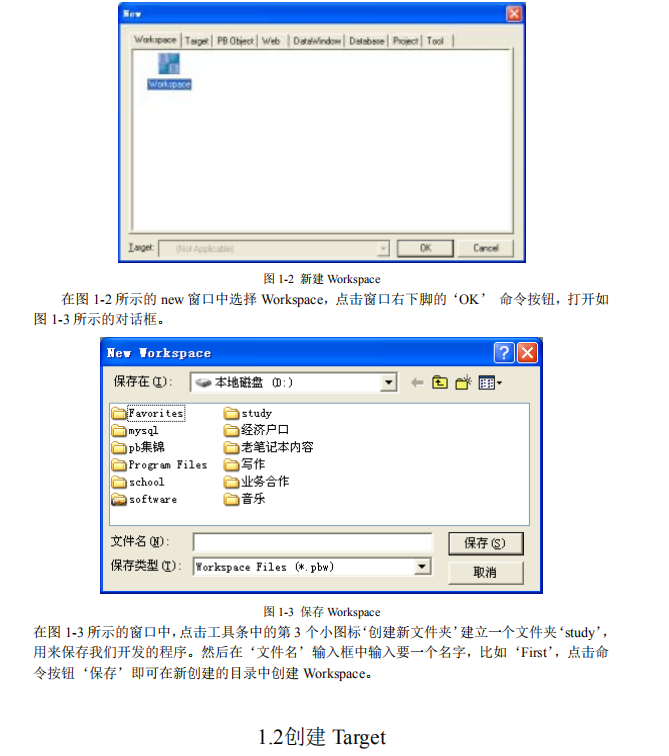 New
Workspace Target PB Object Web DataWindow Database Project Tool
Workspace
Target: (Not Applicable) OK Cancel
图 1-2 新建 Workspace
在图 1-2 所示的 new 窗口中选择 Workspace，点击窗口右下脚的‘OK’ 命令按钮，打开如
图 1-3 所示的对话框。
New Workspace
保存在(I): 本地磁盘 (D:)
Favorites study
mysql 经济户口
pb集锦 老笔记本内容
Program Files 写作
school 业务合作
software 音乐
文件名(N): 保存(S)
保存类型(T): Workspace Files (*.pbw) 取消
图 1-3 保存 Workspace
在图 1-3 所示的窗口中，点击工具条中的第 3 个小图标‘创建新文件夹’建立一个文件夹‘study’，
用来保存我们开发的程序。然后在‘文件名’输入框中输入要一个名字，比如‘First’，点击命
令按钮‘保存’即可在新创建的目录中创建 Workspace。
1.2创建 Target